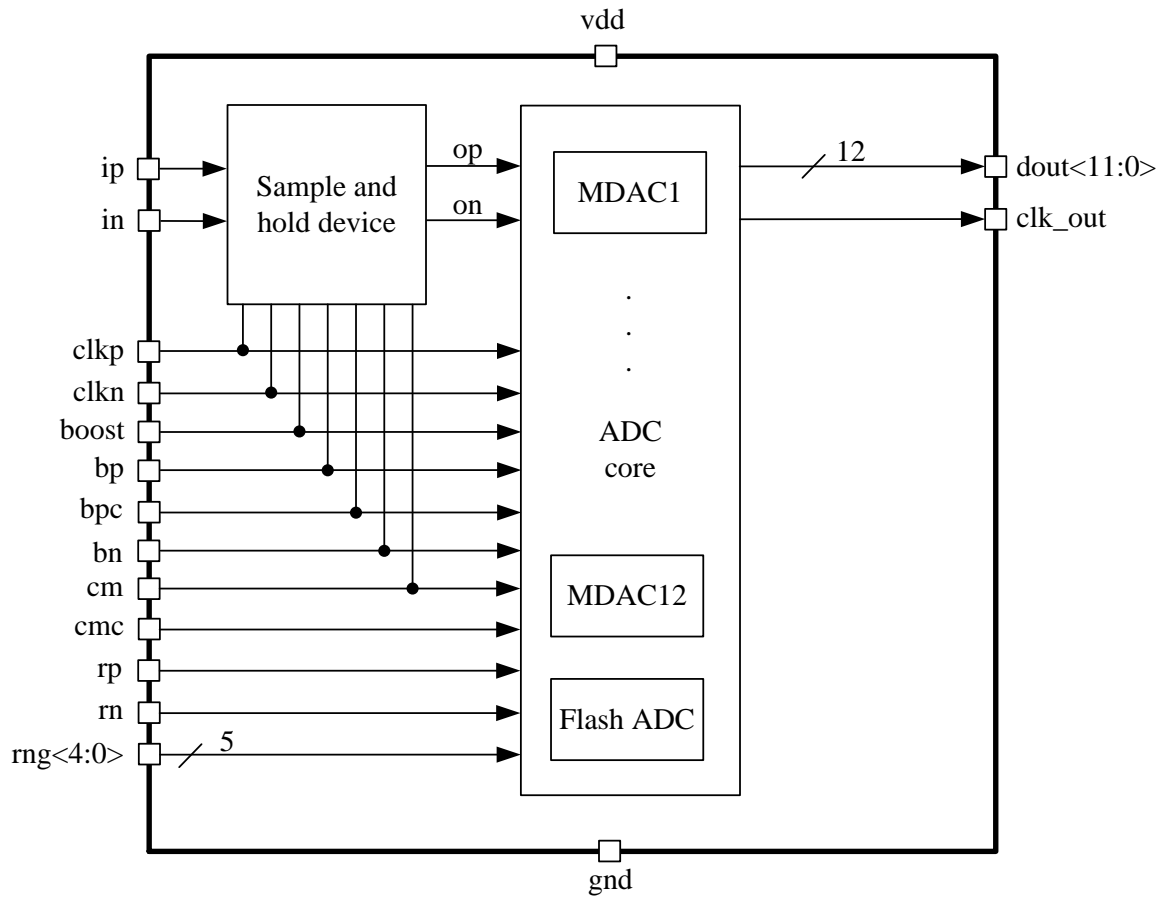 vdd
ip
in
Sample and
hold device
op
on
MDAC1
12
dout<11:0>
clk_out
.
.
.
clkp
clkn
boost
bp
bpc
bn
cm
cmc
rp
rn
rng<4:0>
5
ADC
core
MDAC12
Flash ADC
gnd